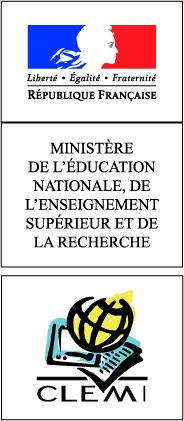 Liberté • Égalité • Fraternité
RÉPUBLIQUE FRANÇAISE
MINISTÈRE
DE L'ÉDUCATION
NATIONALE, DE
L'ENSEIGNEMENT
SUPÉRIEUR ET DE
LA RECHERCHE
CLEMI